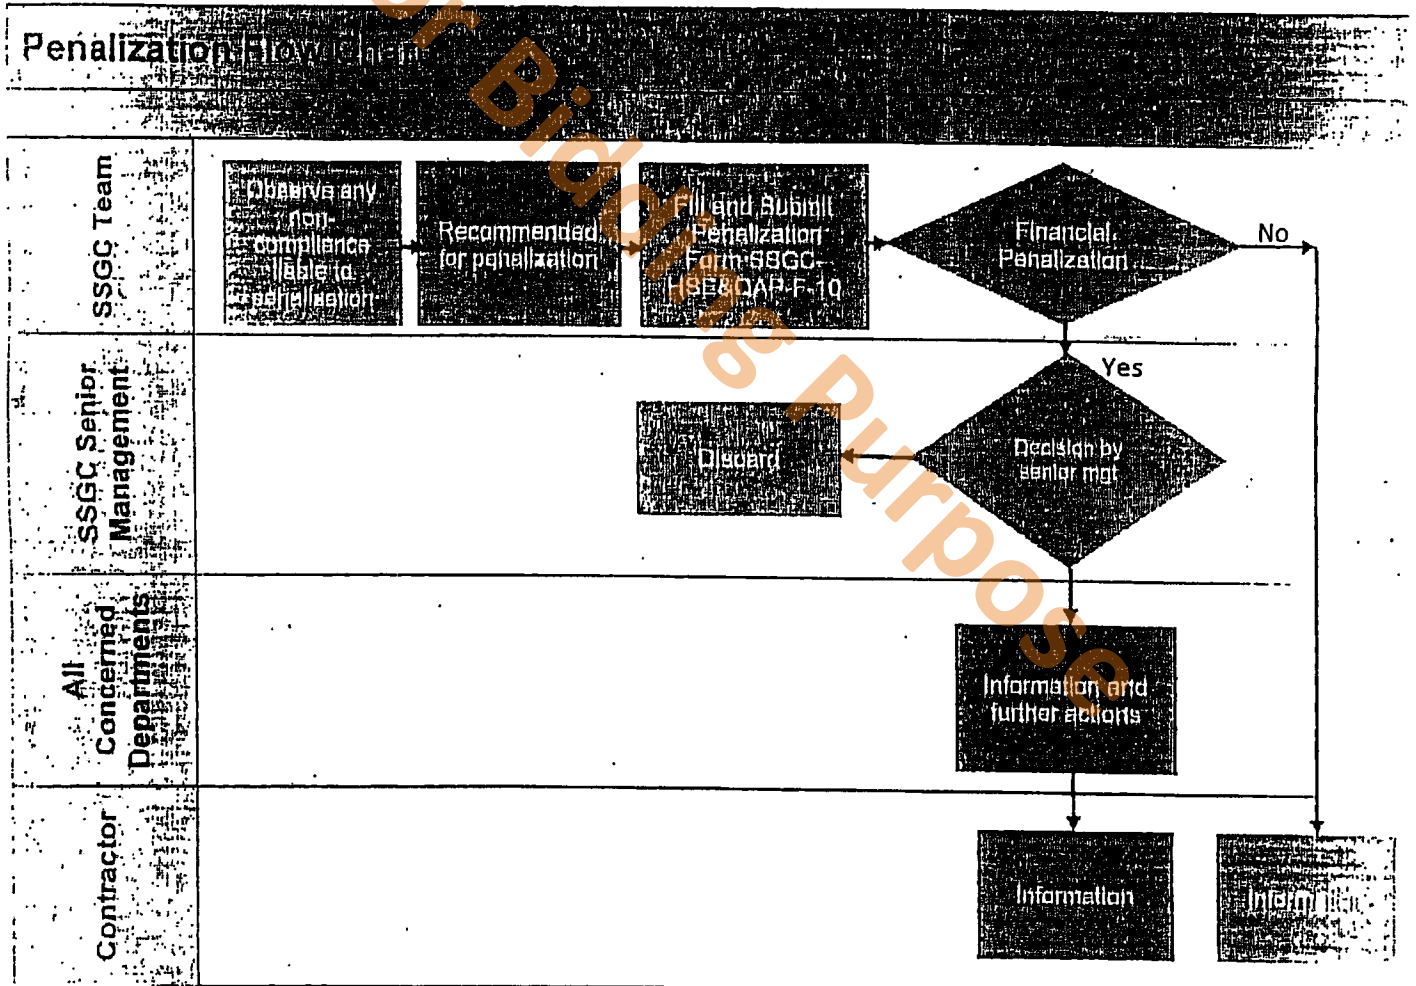 Penalization Flow Chart
or Bidding Purpose
SSGC Team
Observe any
non-
compliance
liable to
penalization
Recommended
for penalization
Fill and Submit
Penalization
Form SSGC-
HSE&QAP-F-10
Financial
Penalization
No
SSGC Senior
Management
Yes
Decision by
senior mgt
Discard
All
Concerned
Departments
Information and
further actions
Contractor
Information
Information